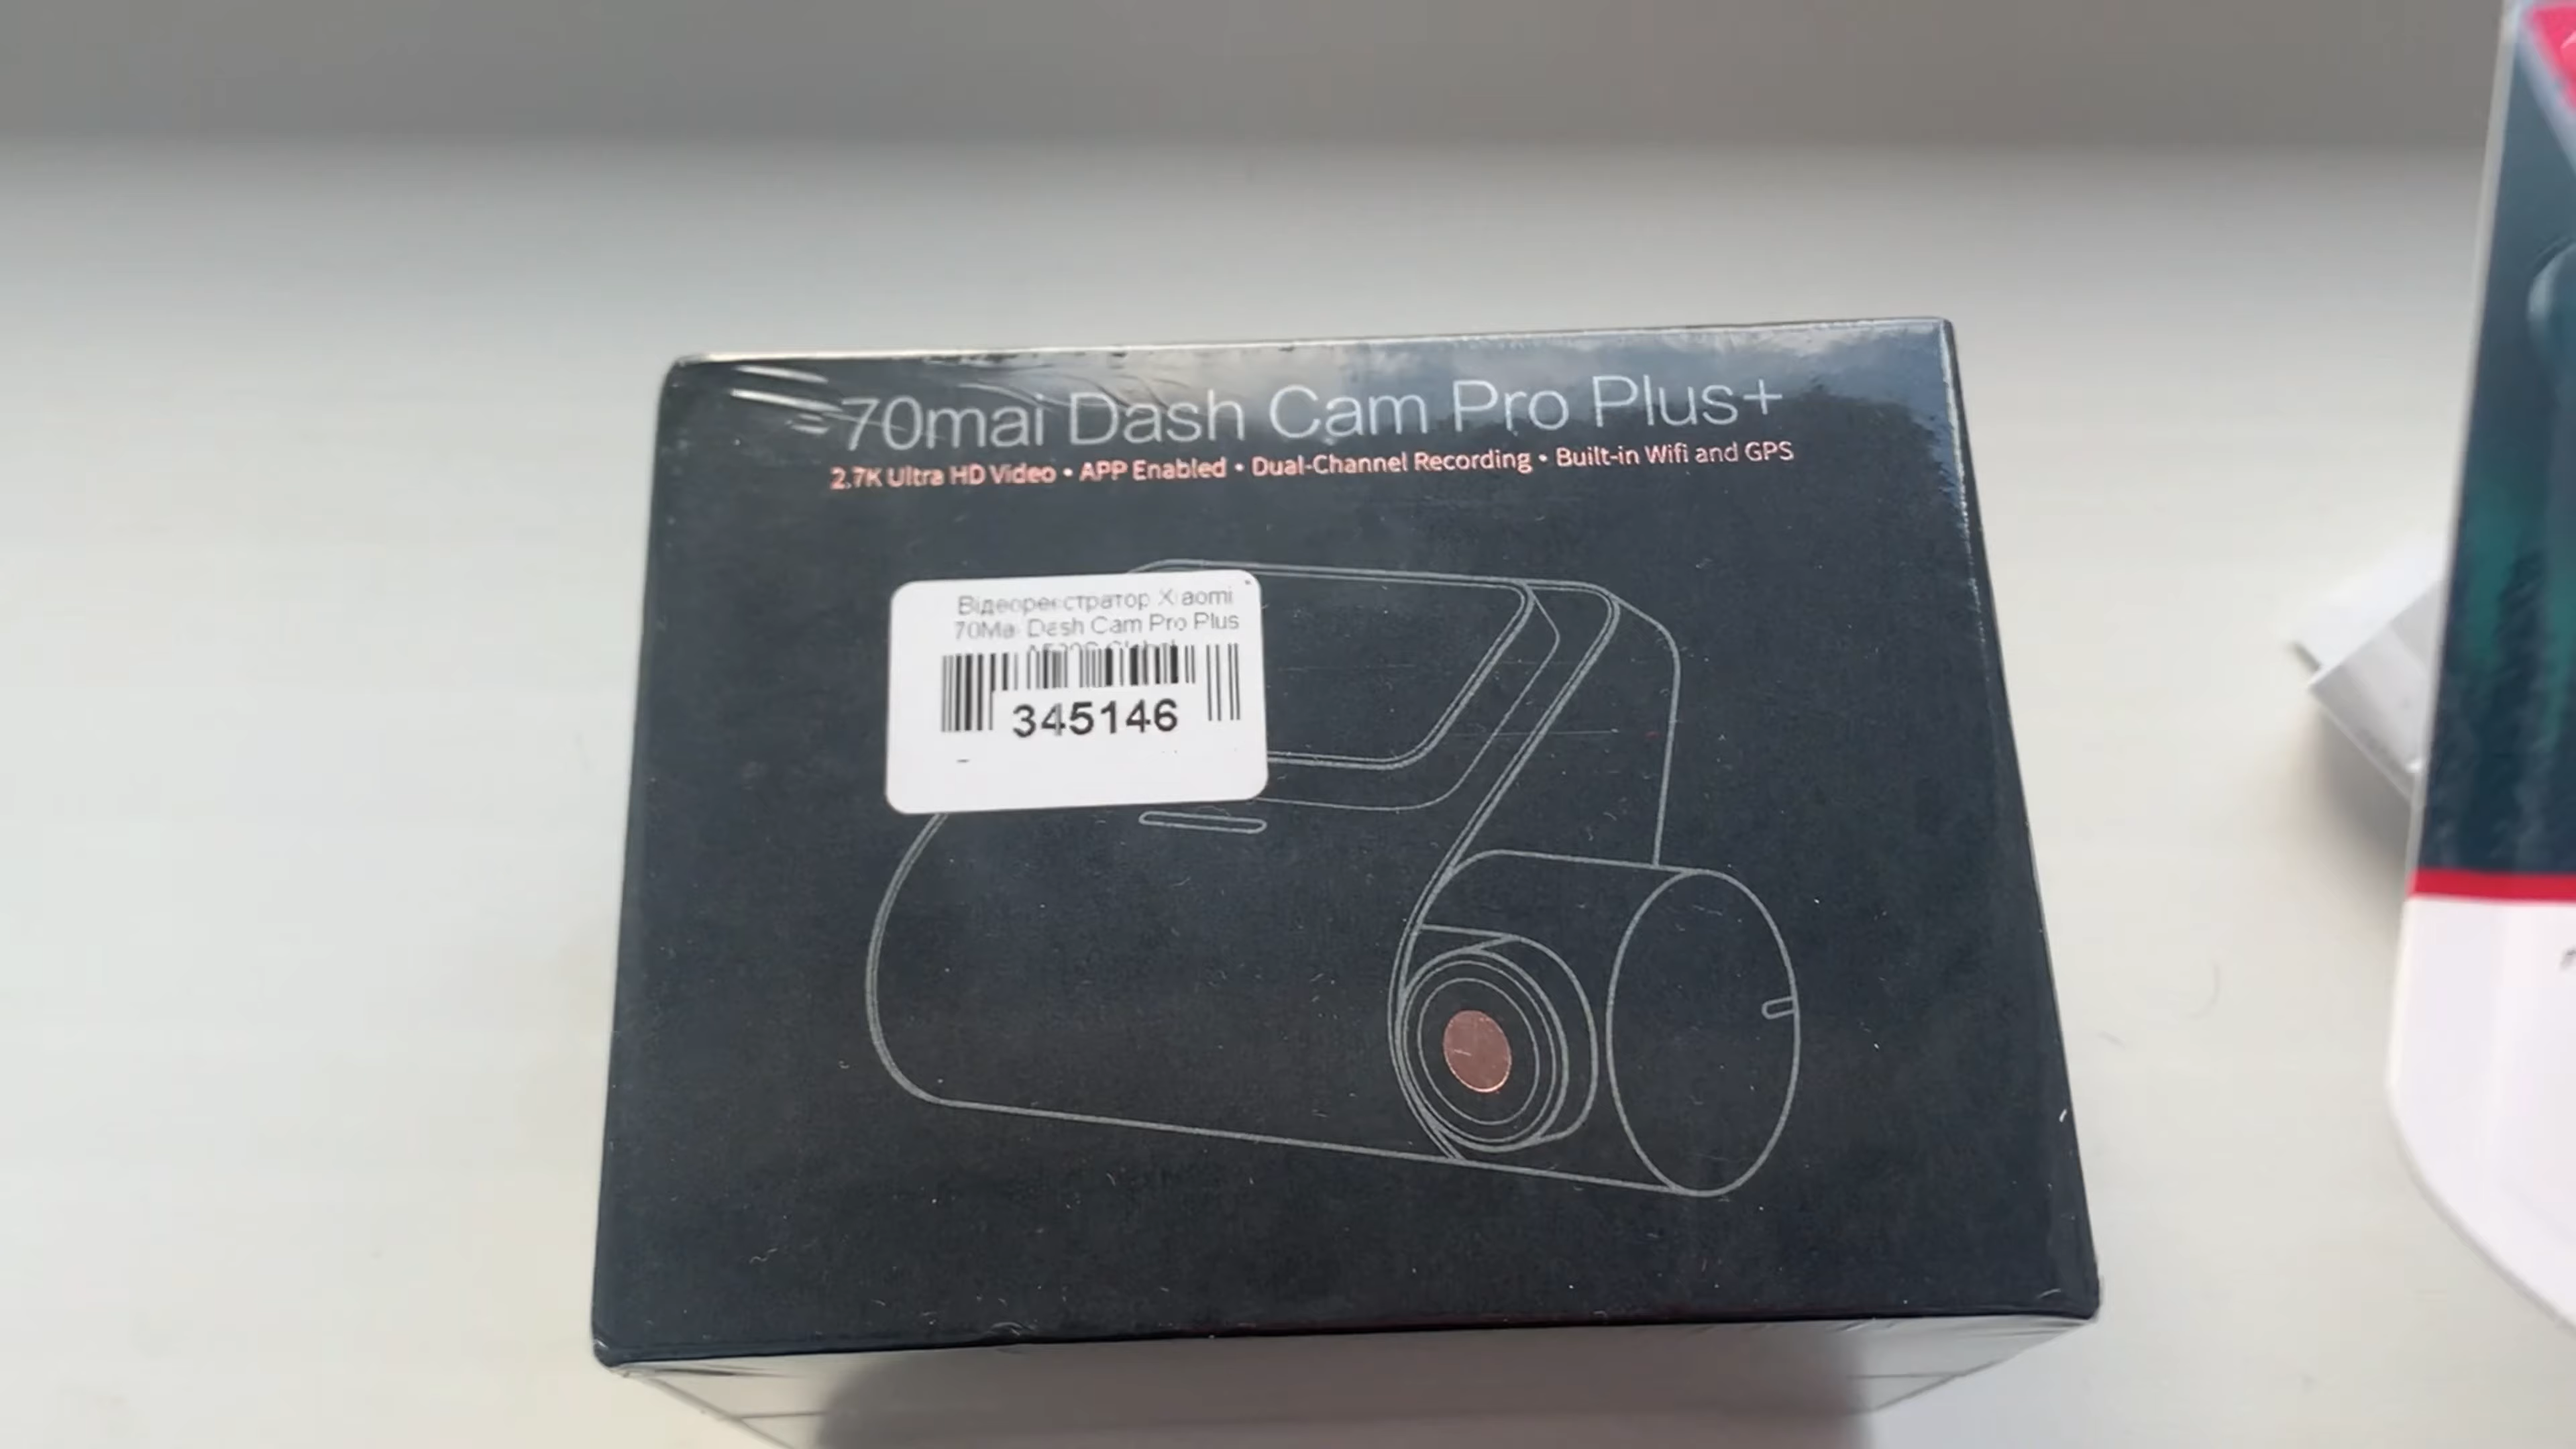 70mai Dash Cam Pro Plus+
2.7K Ultra HD Video • APP Enabled • Dual-Channel Recording • Built-in Wifi and GPS
Відеореєстратор Xiaomi
70Mai Dash Cam Pro Plus
345146